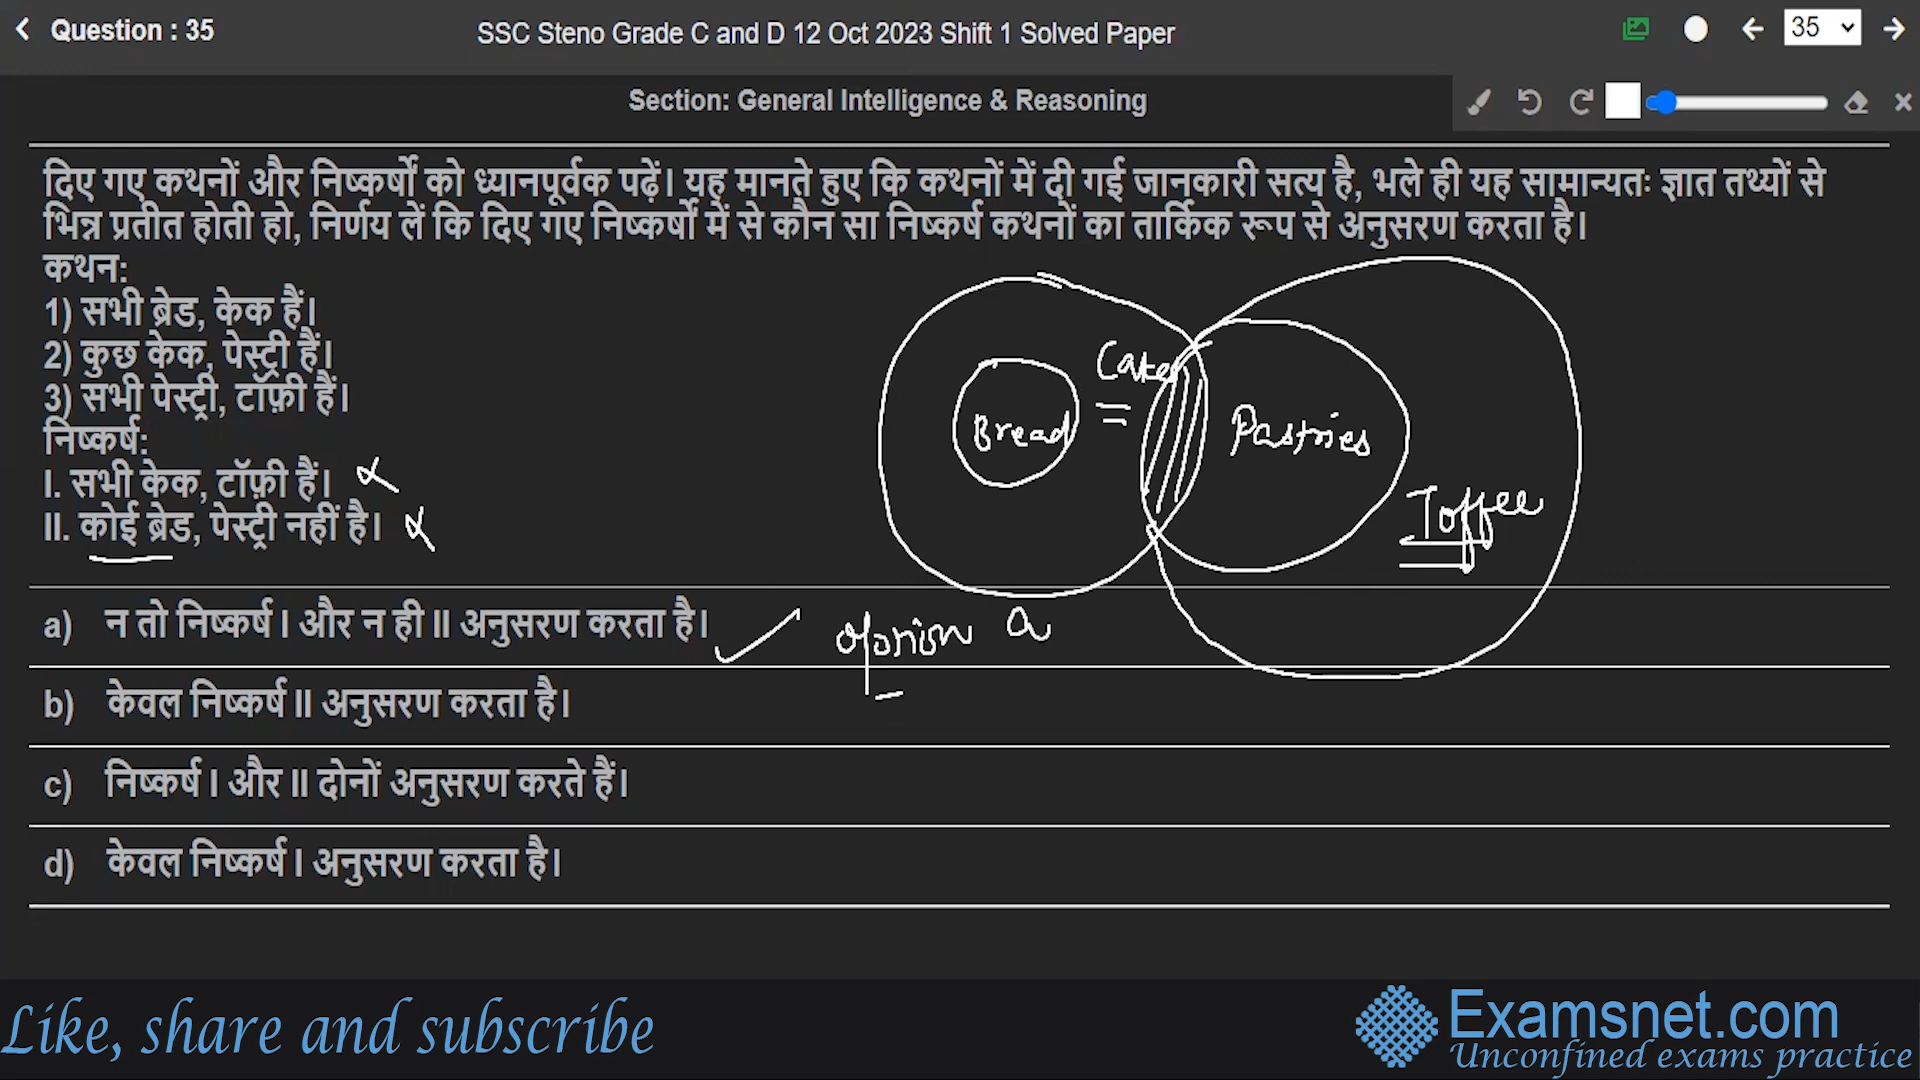 Question : 35
SSC Steno Grade C and D 12 Oct 2023 Shift 1 Solved Paper
35
Section: General Intelligence & Reasoning
दिए गए कथनों और निष्कर्षों को ध्यानपूर्वक पढ़ें। यह मानते हुए कि कथनों में दी गई जानकारी सत्य है, भले ही यह सामान्यतः ज्ञात तथ्यों से
भिन्न प्रतीत होती हो, निर्णय लें कि दिए गए निष्कर्षों में से कौन सा निष्कर्ष कथनों का तार्किक रूप से अनुसरण करता है।
कथन:
1) सभी ब्रेड, केक हैं।
2) कुछ केक, पेस्ट्री हैं।
3) सभी पेस्ट्री, टॉफ़ी हैं।
निष्कर्ष:
I. सभी केक, टॉफ़ी हैं।
II. कोई ब्रेड, पेस्ट्री नहीं है।
Cakes
Bread
Pastries
Toffee
a) न तो निष्कर्ष I और न ही II अनुसरण करता है।
option a
b) केवल निष्कर्ष II अनुसरण करता है।
c) निष्कर्ष I और II दोनों अनुसरण करते हैं।
d) केवल निष्कर्ष I अनुसरण करता है।
Like, share and subscribe
Examsnet.com
Unconfined exams practice